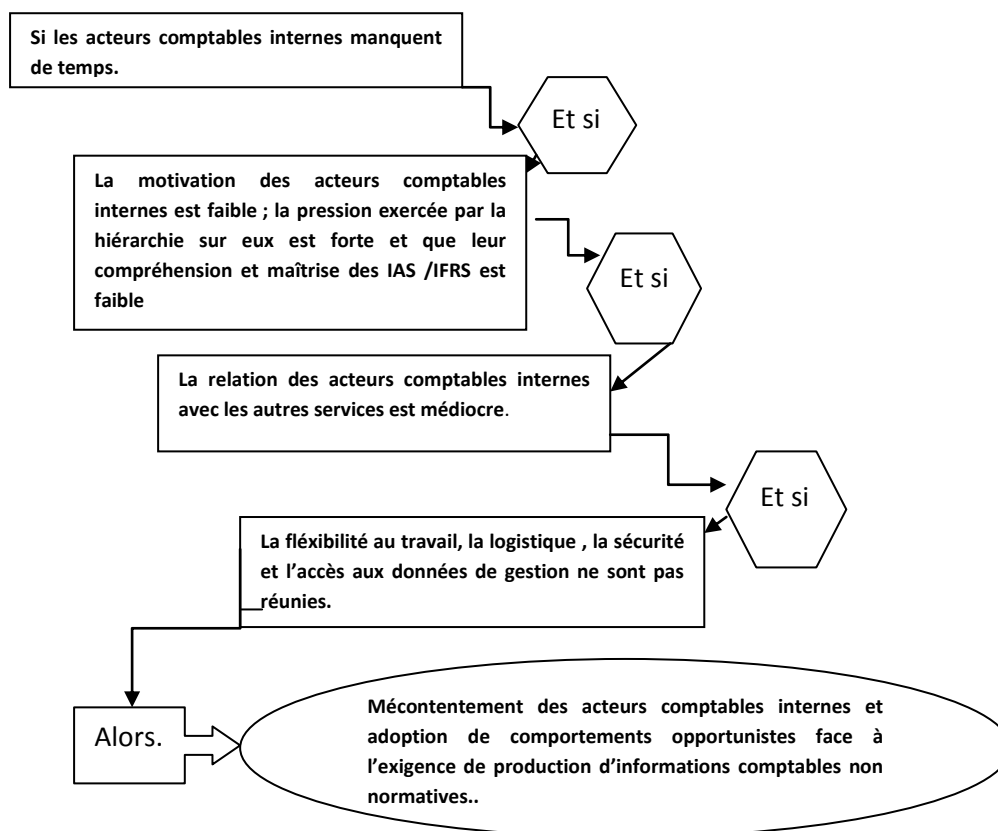 Si les acteurs comptables internes manquent
de temps.
Et si
La motivation des acteurs comptables
internes est faible ; la pression exercée par la
hiérarchie sur eux est forte et que leur
compréhension et maîtrise des IAS /IFRS est
faible
Et si
La relation des acteurs comptables internes
avec les autres services est médiocre.
Et si
La fléxibilité au travail, la logistique , la sécurité
et l’accès aux données de gestion ne sont pas
réunies.
Alors.
Mécontentement des acteurs comptables internes et
adoption de comportements opportunistes face à
l’exigence de production d’informations comptables non
normatives..